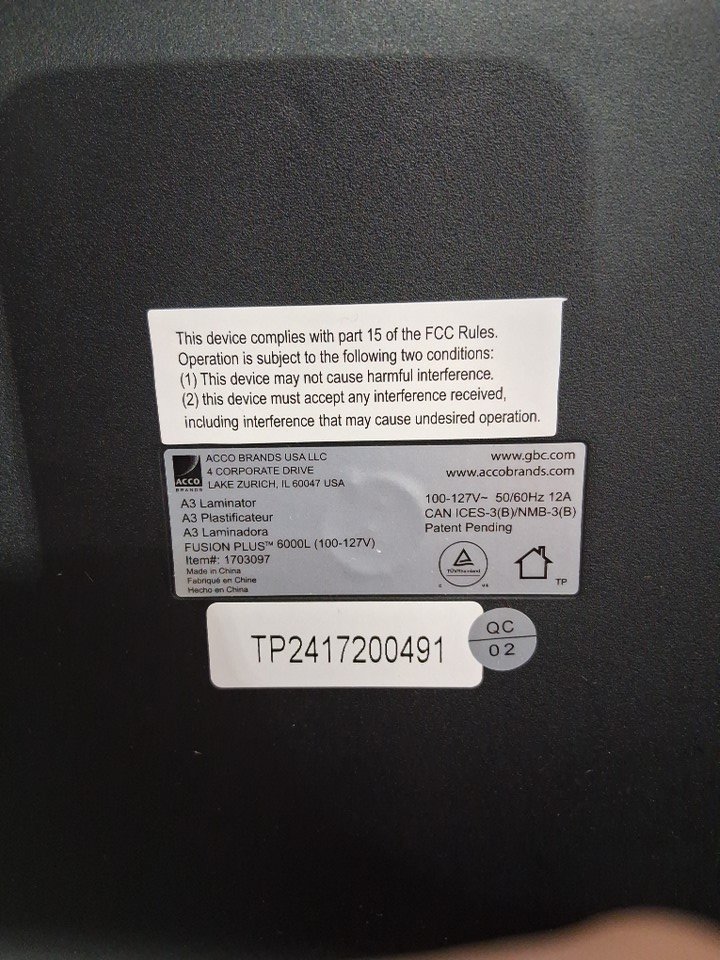 This device complies with part 15 of the FCC Rules.
Operation is subject to the following two conditions:
(1) This device may not cause harmful interference.
(2) this device must accept any interference received,
including interference that may cause undesired operation.
ACCO
BRANDS
ACCO BRANDS USA LLC
4 CORPORATE DRIVE
LAKE ZURICH, IL 60047 USA
www.gbc.com
www.accobrands.com
A3 Laminator
A3 Plastificateur
A3 Laminadora
FUSION PLUS™ 6000L (100-127V)
Item#: 1703097
Made in China
Fabriqué en Chine
Hecho en China
100-127V~ 50/60Hz 12A
CAN ICES-3(B)/NMB-3(B)
Patent Pending
TÜVRheinland
c us
TP
TP2417200491
QC
02